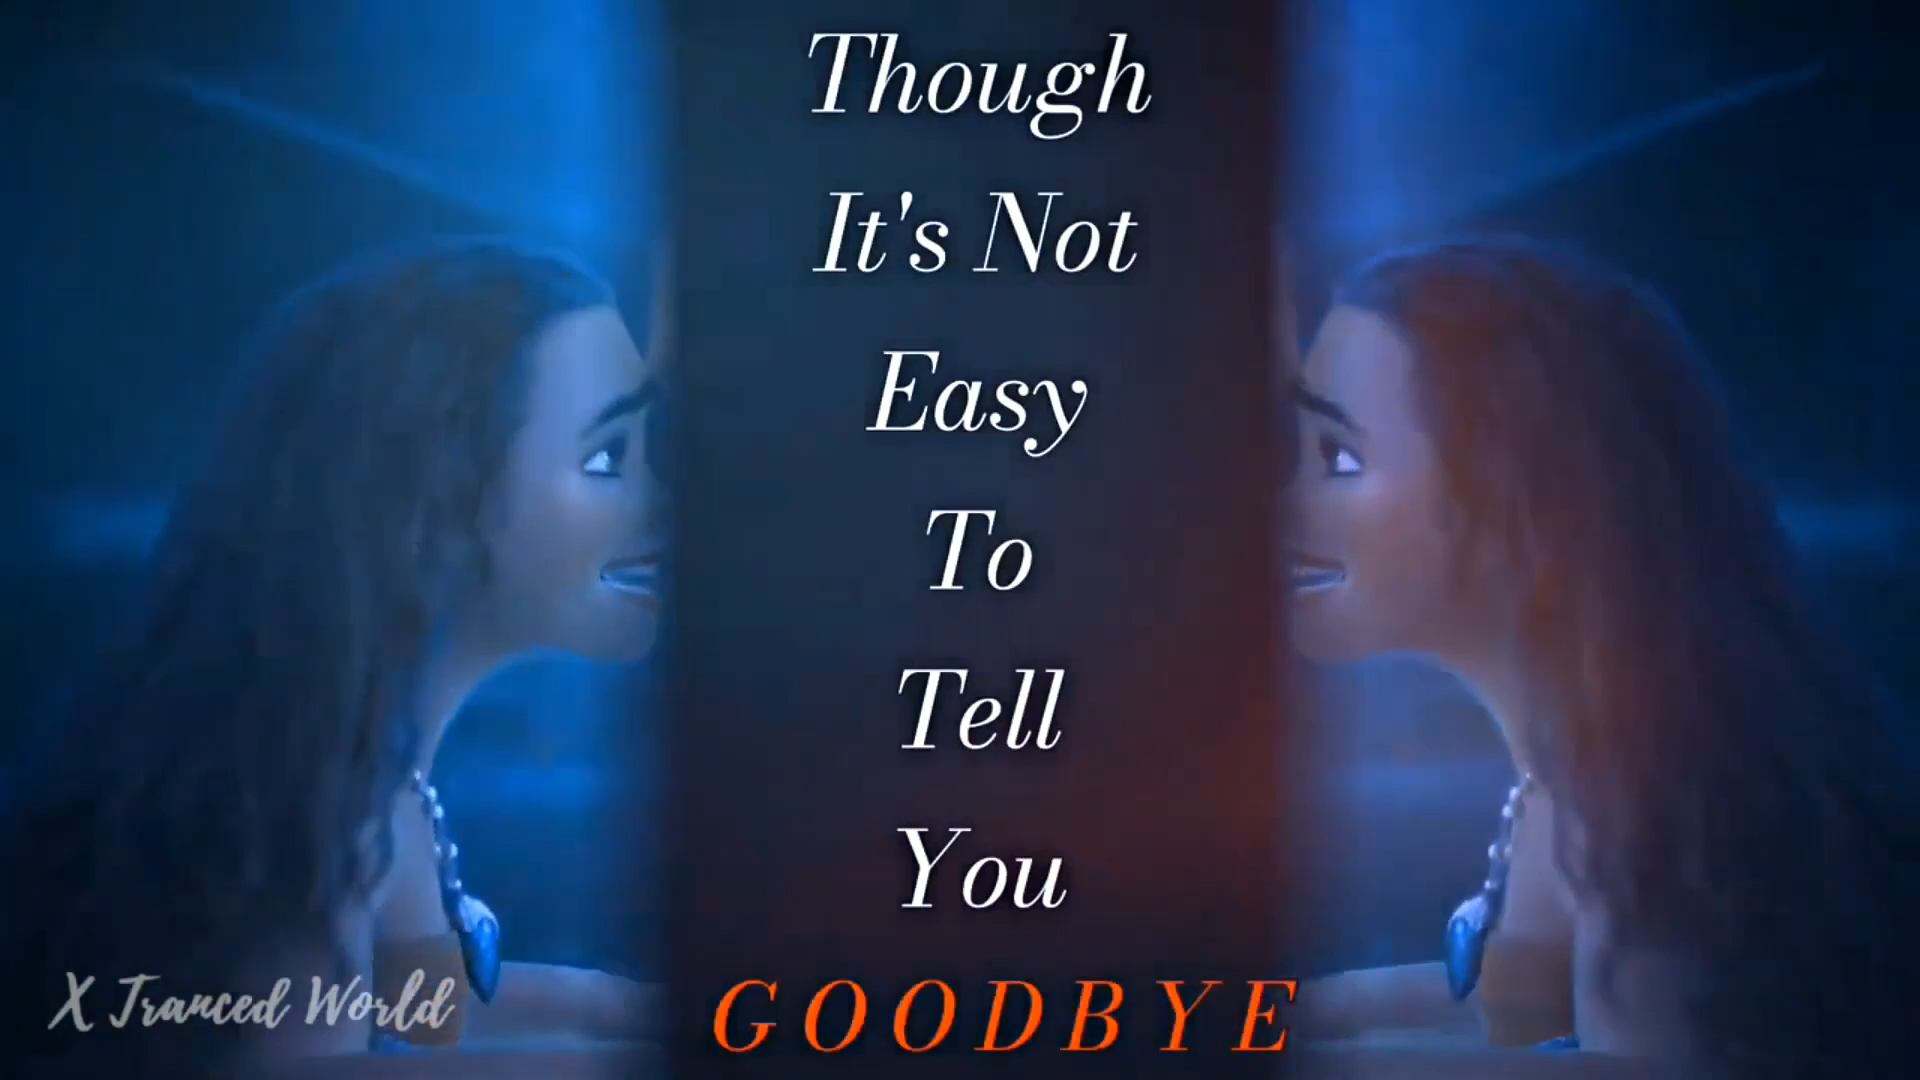 Though
It's Not
Easy
To
Tell
You
GOODBYE
X Tranced World